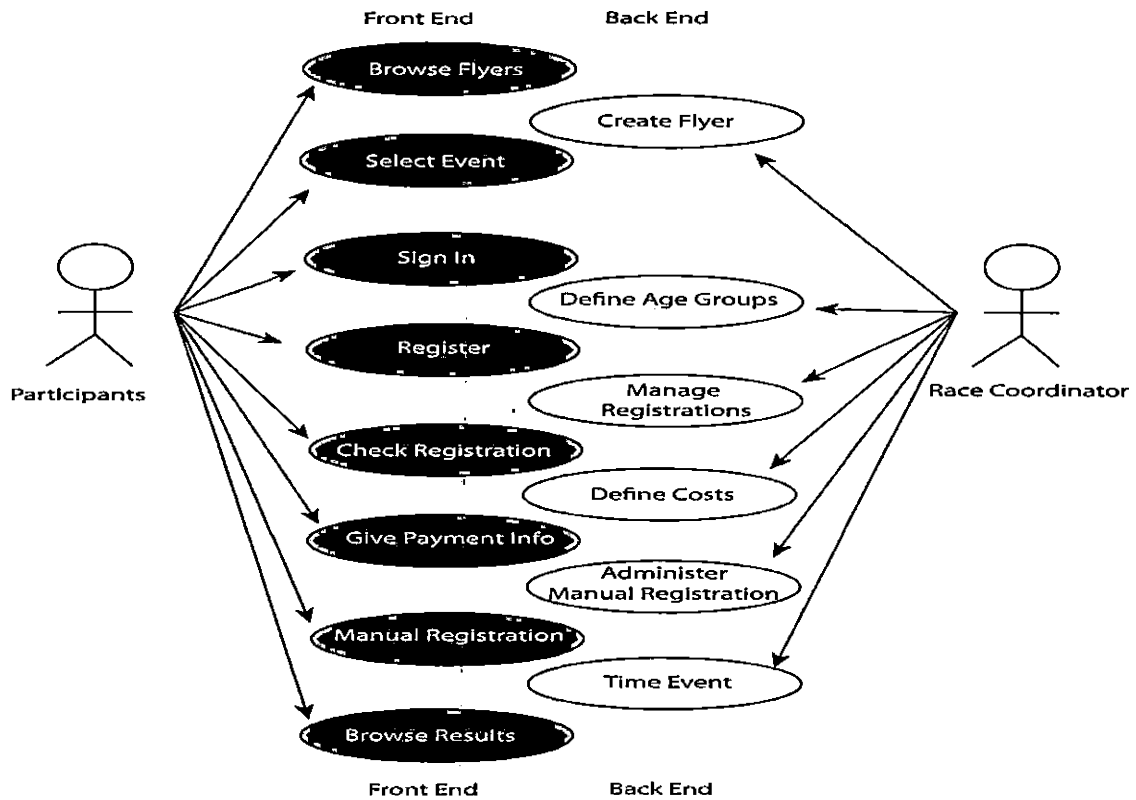 Front End
Back End
Browse Flyers
Create Flyer
Select Event
Sign In
Define Age Groups
Register
Participants
Manage
Registrations
Race Coordinator
Check Registration
Define Costs
Give Payment Info
Administer
Manual Registration
Manual Registration
Time Event
Browse Results
Front End
Back End